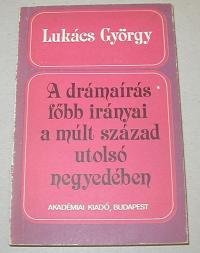 Lukács György
A drámaírás
főbb irányai
a múlt század
utolsó
negyedében
AKADÉMIAI KIADÓ, BUDAPEST